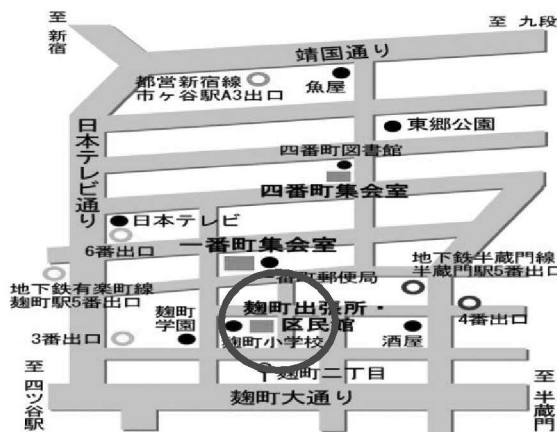 至 新宿
至 九段
靖国通り
都営新宿線
市ヶ谷駅A3出口
魚屋
東郷公園
日本テレビ通り
四番町図書館
四番町集会室
日本テレビ
6番出口
一番町集会室
番町郵便局
地下鉄半蔵門線
半蔵門駅5番出口
地下鉄有楽町線
麹町駅5番出口
麹町
学園
麹町出張所・
区民館
4番出口
3番出口
麹町小学校
酒屋
麹町二丁目
至 四ツ谷駅
麹町大通り
至 半蔵門